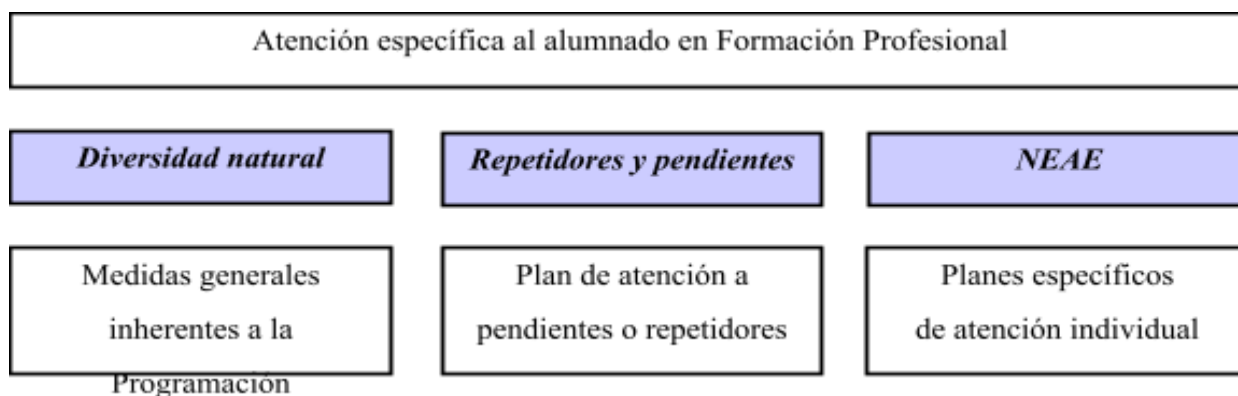 Atención específica al alumnado en Formación Profesional
Diversidad natural
Repetidores y pendientes
NEAE
Medidas generales
inherentes a la
Programación
Plan de atención a
pendientes o repetidores
Planes específicos
de atención individual